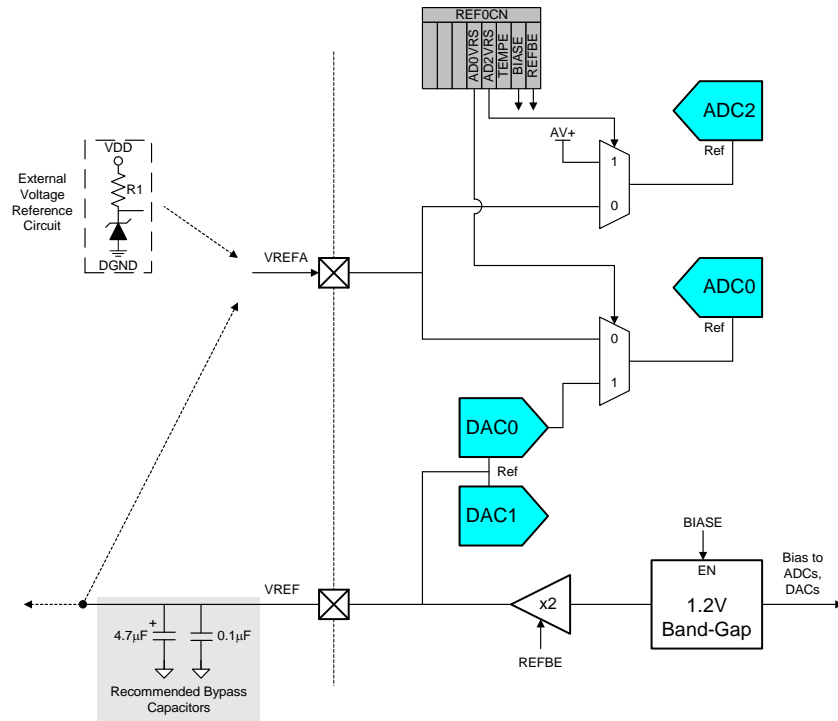 REF0CN
AD0VRS
AD2VRS
TEMPE
BIASE
REFBE
ADC2
Ref
AV+
1
0
VDD
R1
DGND
External
Voltage
Reference
Circuit
VREFA
ADC0
Ref
0
1
DAC0
Ref
DAC1
BIASE
EN
1.2V
Band-Gap
Bias to
ADCs,
DACs
x2
REFBE
VREF
+
4.7µF
0.1µF
Recommended Bypass
Capacitors